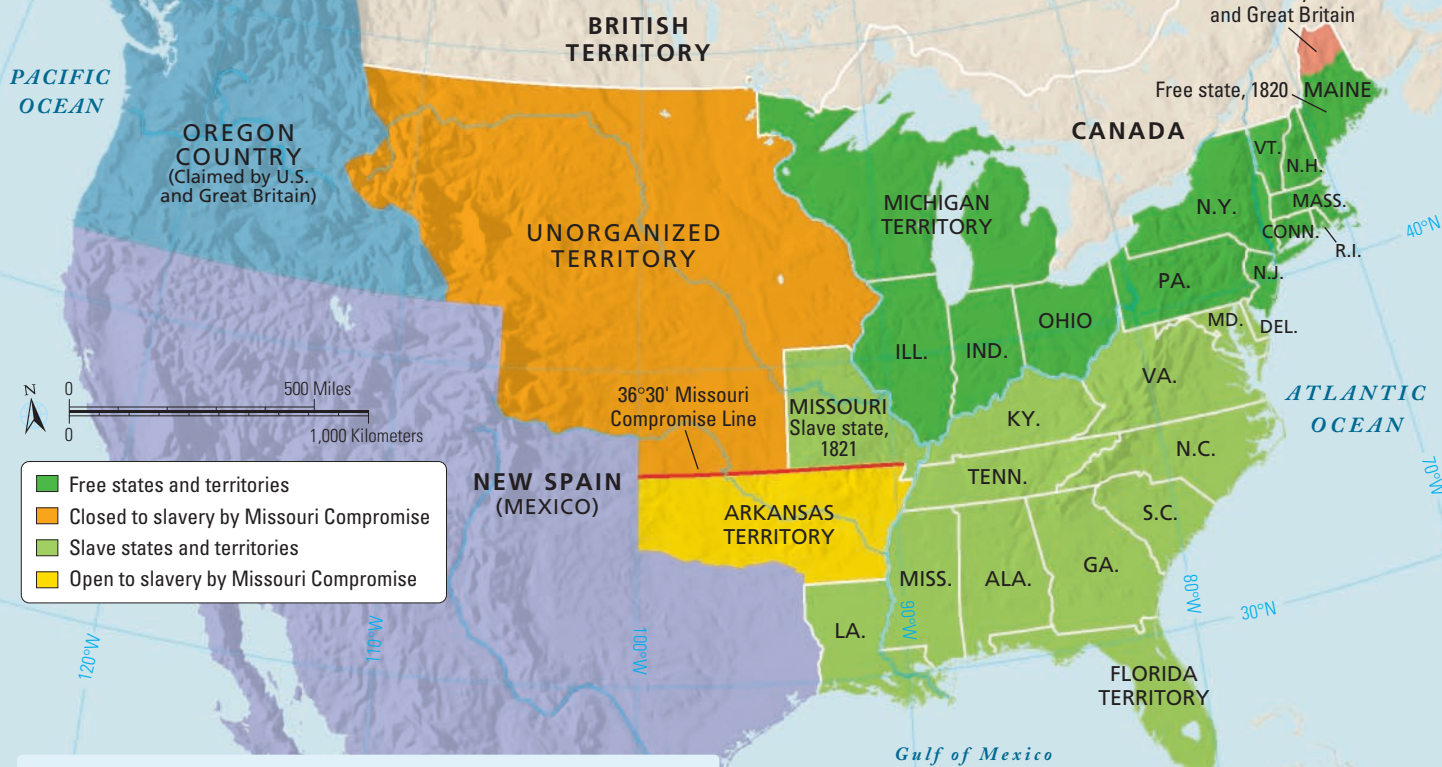 and Great Britain
BRITISH
TERRITORY
PACIFIC
OCEAN
Free state, 1820
MAINE
CANADA
OREGON
COUNTRY
(Claimed by U.S.
and Great Britain)
VT.
N.H.
MICHIGAN
TERRITORY
N.Y.
MASS.
CONN.
R.I.
40°N
UNORGANIZED
TERRITORY
PA.
N.J.
OHIO
MD.
DEL.
ILL.
IND.
VA.
N
0
500 Miles
0
1,000 Kilometers
36°30' Missouri
Compromise Line
MISSOURI
Slave state,
1821
KY.
ATLANTIC
OCEAN
N.C.
TENN.
70°W
Free states and territories
Closed to slavery by Missouri Compromise
Slave states and territories
Open to slavery by Missouri Compromise
NEW SPAIN
(MEXICO)
ARKANSAS
TERRITORY
S.C.
MISS.
ALA.
GA.
80°W
30°N
LA.
90°W
100°W
110°W
120°W
FLORIDA
TERRITORY
Gulf of Mexico